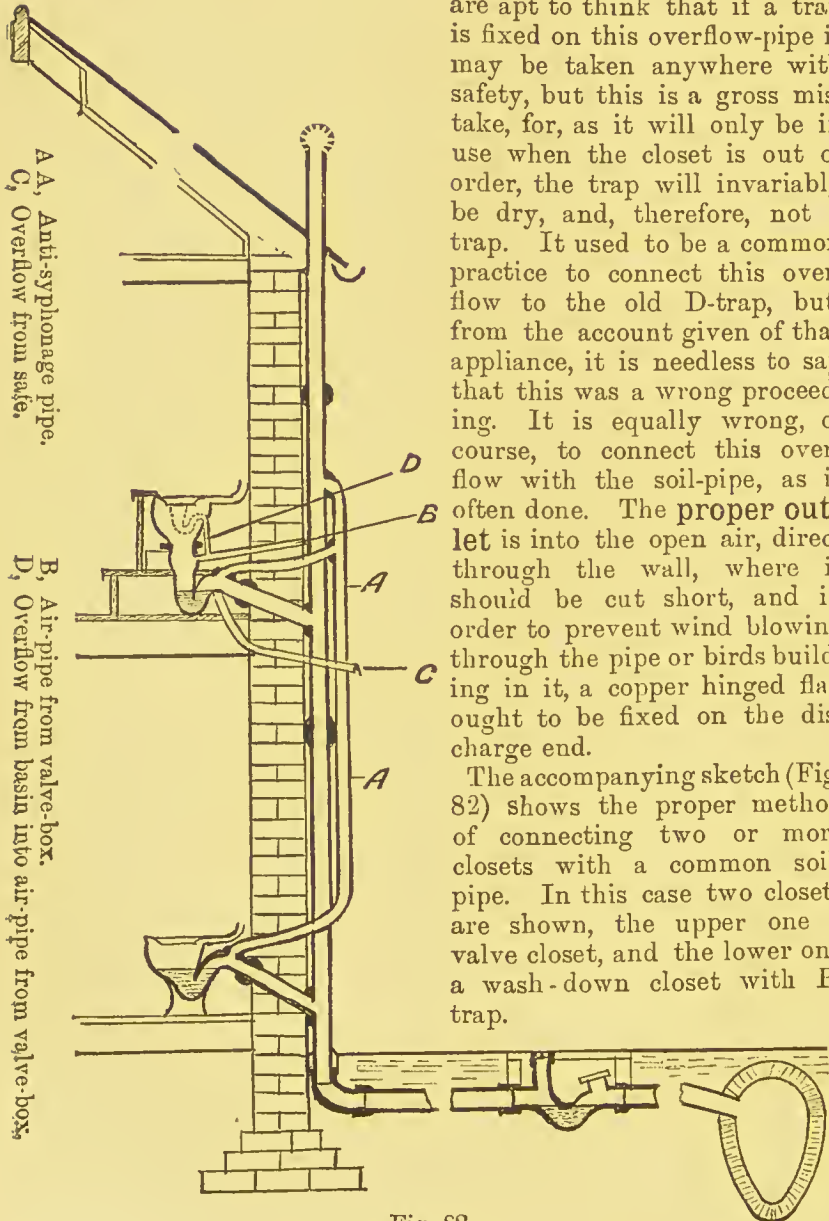 are apt to think that if a tra
is fixed on this overflow-pipe i
may be taken anywhere wit
safety, but this is a gross mis
take, for, as it will only be i
use when the closet is out o
order, the trap will invariabl
be dry, and, therefore, not
trap. It used to be a common
practice to connect this over
flow to the old D-trap, but
from the account given of tha
appliance, it is needless to sa
that this was a wrong proceed
ing. It is equally wrong, o
course, to connect this over
flow with the soil-pipe, as i
often done. The proper out
let is into the open air, direc
through the wall, where i
should be cut short, and i
order to prevent wind blowin
through the pipe or birds build
ing in it, a copper hinged fla
ought to be fixed on the dis
charge end.
The accompanying sketch (Fig
82) shows the proper metho
of connecting two or mor
closets with a common soi
pipe. In this case two closet
are shown, the upper one
valve closet, and the lower on
a wash-down closet with
trap.
D
B
A
C
A
A A, Anti-syphonage pipe.
C, Overflow from safe.
B, Air-pipe from valve-box.
D, Overflow from basin into air-pipe from valve-box,
Fig. 82